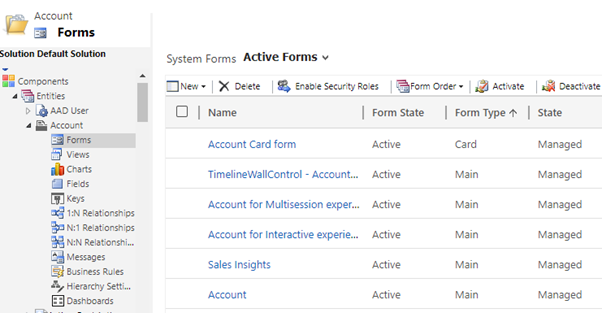 Account
Forms
Solution Default Solution
Components
Entities
AAD User
Account
Forms
Views
Charts
Fields
Keys
1:N Relationships
N:1 Relationships
N:N Relationshi...
Messages
Business Rules
Hierarchy Setti...
Dashboards
System Forms Active Forms
New Delete Enable Security Roles Form Order Activate Deactivate
Name Form State Form Type State
Account Card form Active Card Managed
TimelineWallControl - Account... Active Main Managed
Account for Multisession exper... Active Main Managed
Account for Interactive experie... Active Main Managed
Sales Insights Active Main Managed
Account Active Main Managed